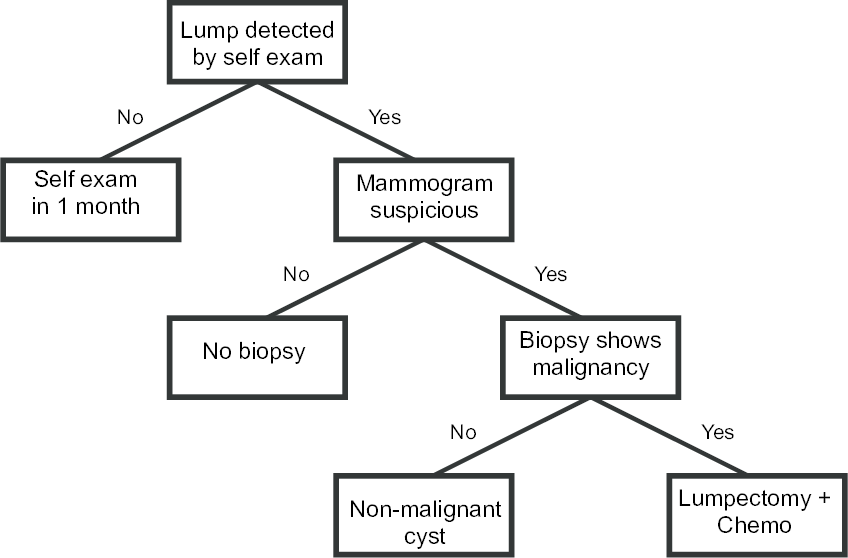 Lump detected
by self exam
No
Yes
Self exam
in 1 month
Mammogram
suspicious
No
Yes
No biopsy
Biopsy shows
malignancy
No
Yes
Non-malignant
cyst
Lumpectomy +
Chemo